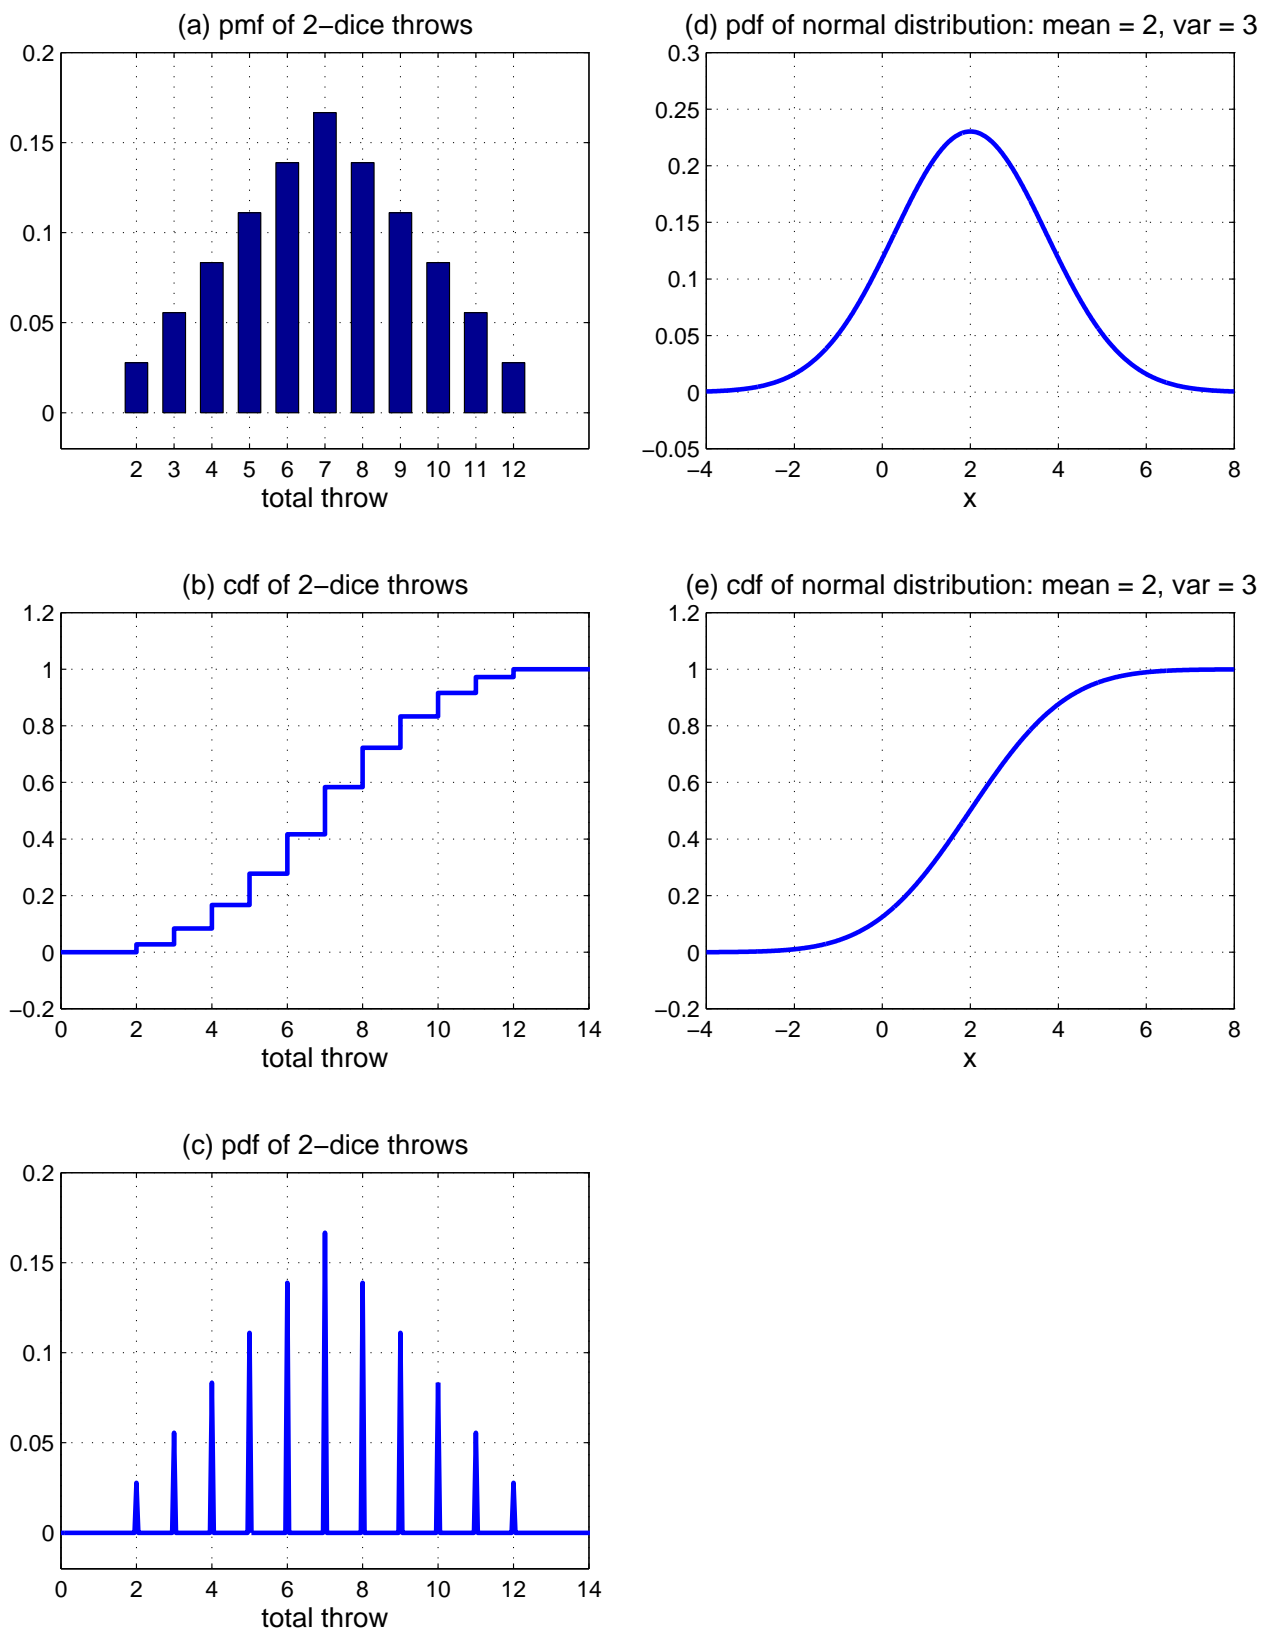 (a) pmf of 2−dice throws
0.2
0.15
0.1
0.05
0
2 3 4 5 6 7 8 9 10 11 12
total throw
(d) pdf of normal distribution: mean = 2, var = 3
0.3
0.25
0.2
0.15
0.1
0.05
0
−0.05
−4 −2 0 2 4 6 8
x
(b) cdf of 2−dice throws
1.2
1
0.8
0.6
0.4
0.2
0
−0.2
0 2 4 6 8 10 12 14
total throw
(e) cdf of normal distribution: mean = 2, var = 3
1.2
1
0.8
0.6
0.4
0.2
0
−0.2
−4 −2 0 2 4 6 8
x
(c) pdf of 2−dice throws
0.2
0.15
0.1
0.05
0
0 2 4 6 8 10 12 14
total throw